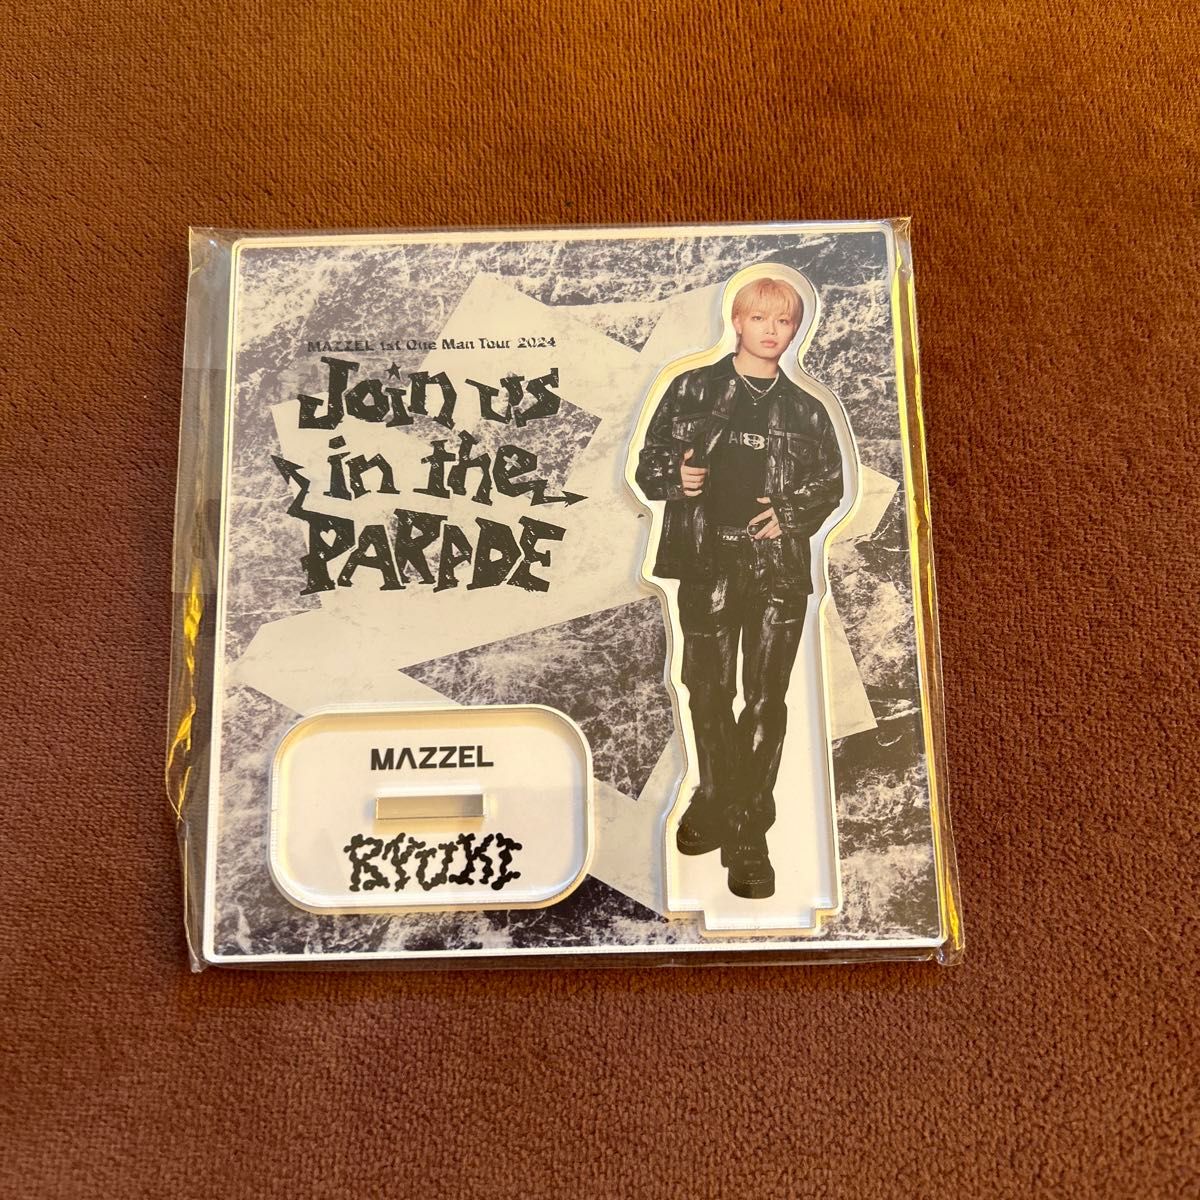 MAZZEL 1st One Man Tour 2024
Join us
in the
PARADE
MAZZEL
RYUKI